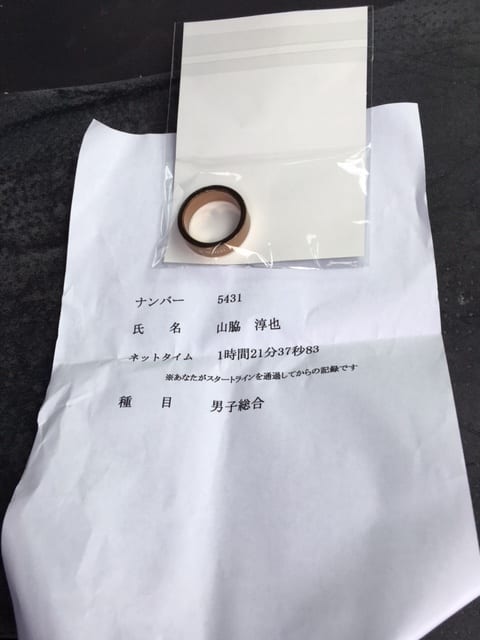 ナンバー 5431
氏 名 山脇 淳也
ネットタイム 1時間21分37秒83
※あなたがスタートラインを通過してからの記録です
種 目 男子総合